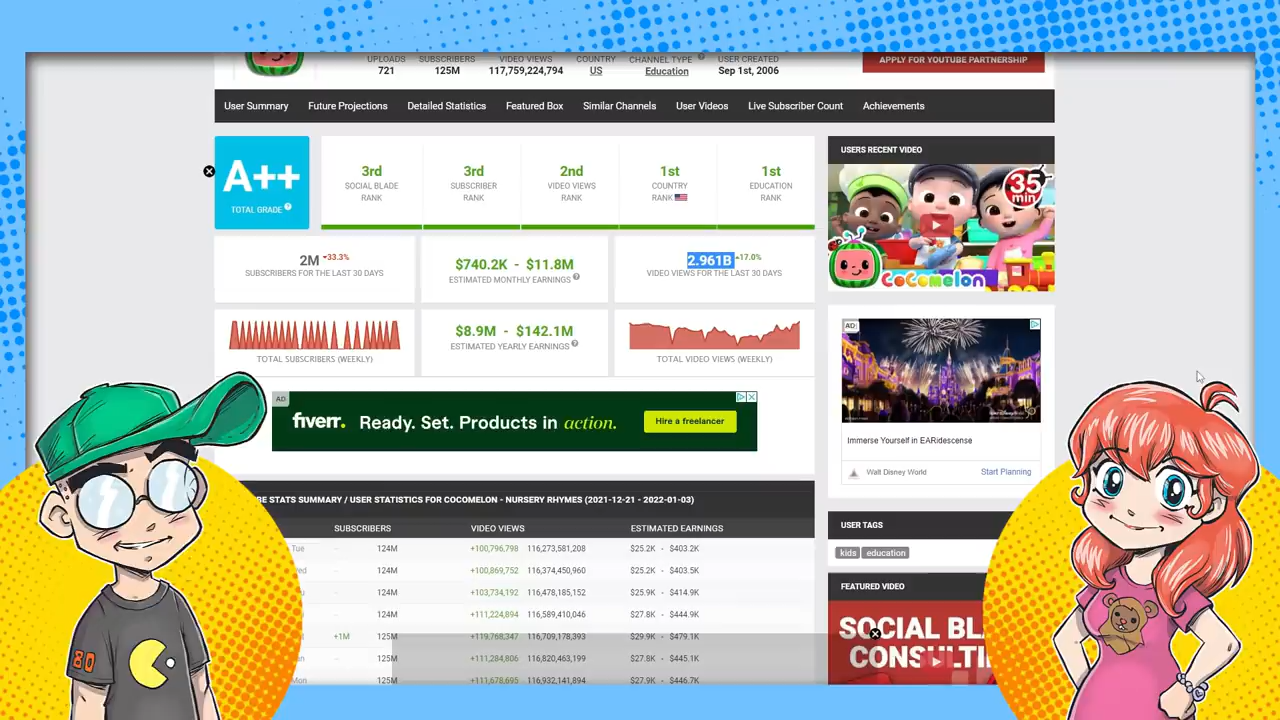 UPLOADS SUBSCRIBERS VIDEO VIEWS COUNTRY CHANNEL TYPE USER CREATED
721 125M 117,759,224,794 US Education Sep 1st, 2006
APPLY FOR YOUTUBE PARTNERSHIP
User Summary Future Projections Detailed Statistics Featured Box Similar Channels User Videos Live Subscriber Count Achievements
A++
TOTAL GRADE
3rd
SOCIAL BLADE
RANK
3rd
SUBSCRIBER
RANK
2nd
VIDEO VIEWS
RANK
1st
COUNTRY
RANK
1st
EDUCATION
RANK
2M -33.3%
SUBSCRIBERS FOR THE LAST 30 DAYS
$740.2K - $11.8M
ESTIMATED MONTHLY EARNINGS
2.961B +17.0%
VIDEO VIEWS FOR THE LAST 30 DAYS
TOTAL SUBSCRIBERS (WEEKLY)
$8.9M - $142.1M
ESTIMATED YEARLY EARNINGS
TOTAL VIDEO VIEWS (WEEKLY)
AD
fiverr. Ready. Set. Products in action. Hire a freelancer
BE STATS SUMMARY / USER STATISTICS FOR COCOMELON - NURSERY RHYMES (2021-12-21 - 2022-01-03)
SUBSCRIBERS VIDEO VIEWS ESTIMATED EARNINGS
Tue -- 124M +100,796,798 116,273,581,208 $25.2K - $403.2K
ed -- 124M +100,869,752 116,374,450,960 $25.2K - $403.5K
u -- 124M +103,734,192 116,478,185,152 $25.9K - $414.9K
-- 124M +111,224,894 116,589,410,046 $27.8K - $444.9K
t +1M 125M +119,768,347 116,709,178,393 $29.9K - $479.1K
n -- 125M +111,284,806 116,820,463,199 $27.8K - $445.1K
Mon -- 125M +111,678,695 116,932,141,894 $27.9K - $446.7K
USERS RECENT VIDEO
35
min
CoComelon
AD
Immerse Yourself in EARidescence
Walt Disney World Start Planning
USER TAGS
kids education
FEATURED VIDEO
SOCIAL BL
CONSULTI
80